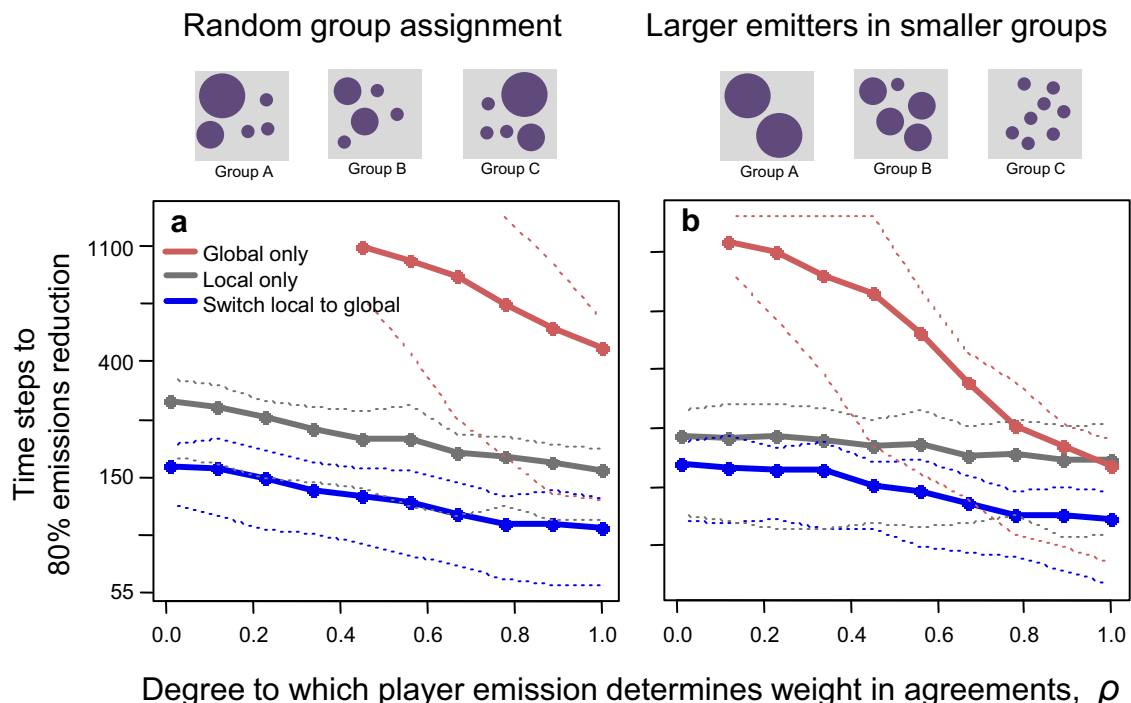 Random group assignment
Larger emitters in smaller groups
Group A
Group B
Group C
Group A
Group B
Group C
a
Global only
Local only
Switch local to global
b
Time steps to
80% emissions reduction
1100
400
150
55
0.0 0.2 0.4 0.6 0.8 1.0
0.0 0.2 0.4 0.6 0.8 1.0
Degree to which player emission determines weight in agreements, ρ